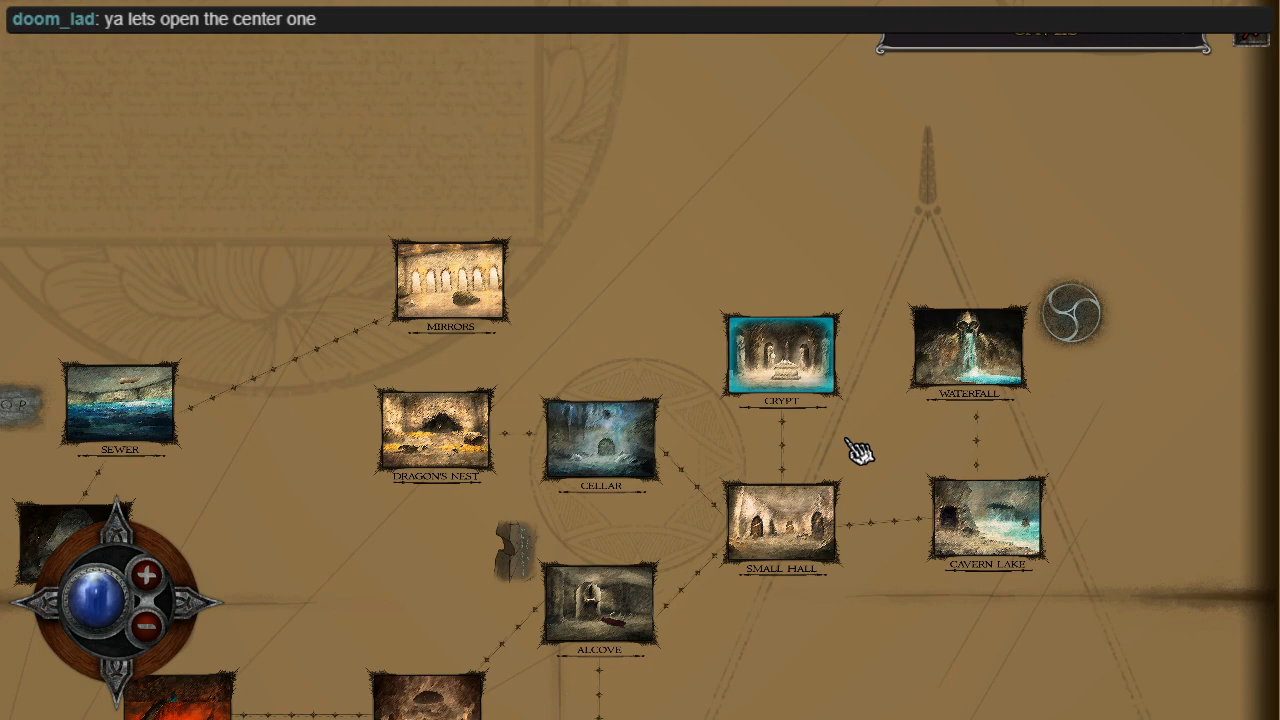 doom_lad: ya lets open the center one
MIRRORS
CRYPT
WATERFALL
SEWER
DRAGON'S NEST
CELLAR
SMALL HALL
CAVERN LAKE
ALCOVE